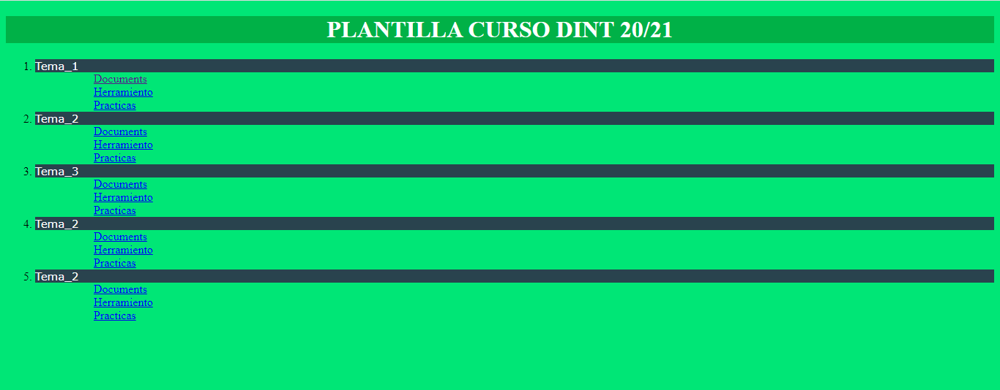 PLANTILLA CURSO DINT 20/21
1. Tema_1
Documents
Herramiento
Practicas
2. Tema_2
Documents
Herramiento
Practicas
3. Tema_3
Documents
Herramiento
Practicas
4. Tema_2
Documents
Herramiento
Practicas
5. Tema_2
Documents
Herramiento
Practicas